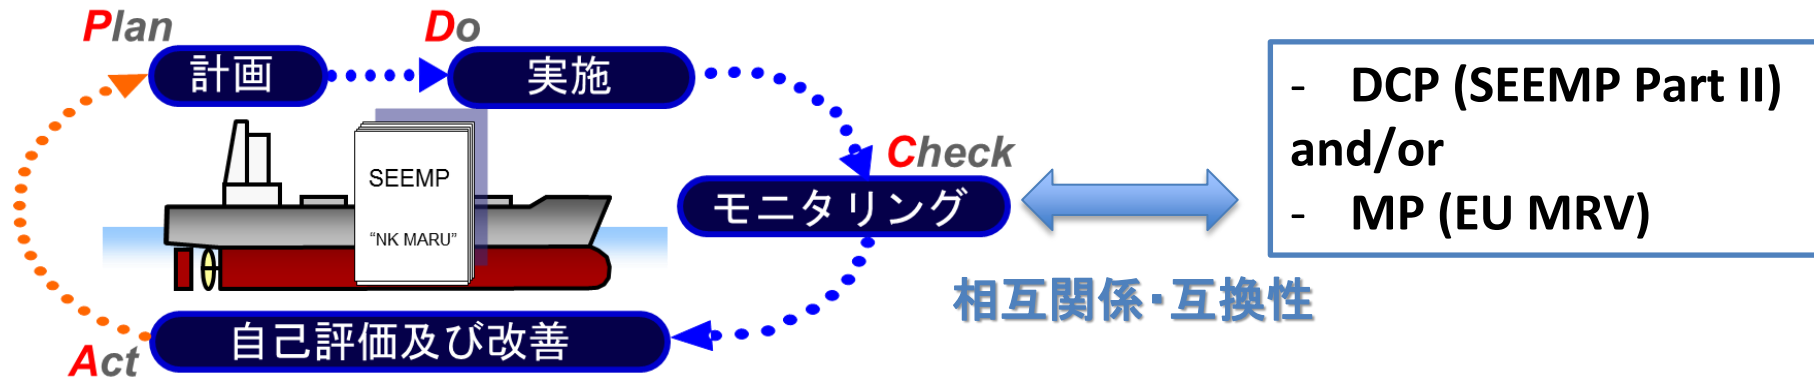 Plan
計画
Do
実施
Check
モニタリング
SEEMP
“NK MARU”
Act
自己評価及び改善
相互関係・互換性
- DCP (SEEMP Part II)
and/or
- MP (EU MRV)